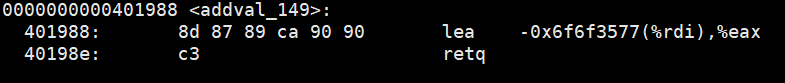 0000000000401988 <addval_149>:
401988: 8d 87 89 ca 90 90 lea -0x6f6f3577(%rdi),%eax
40198e: c3 retq